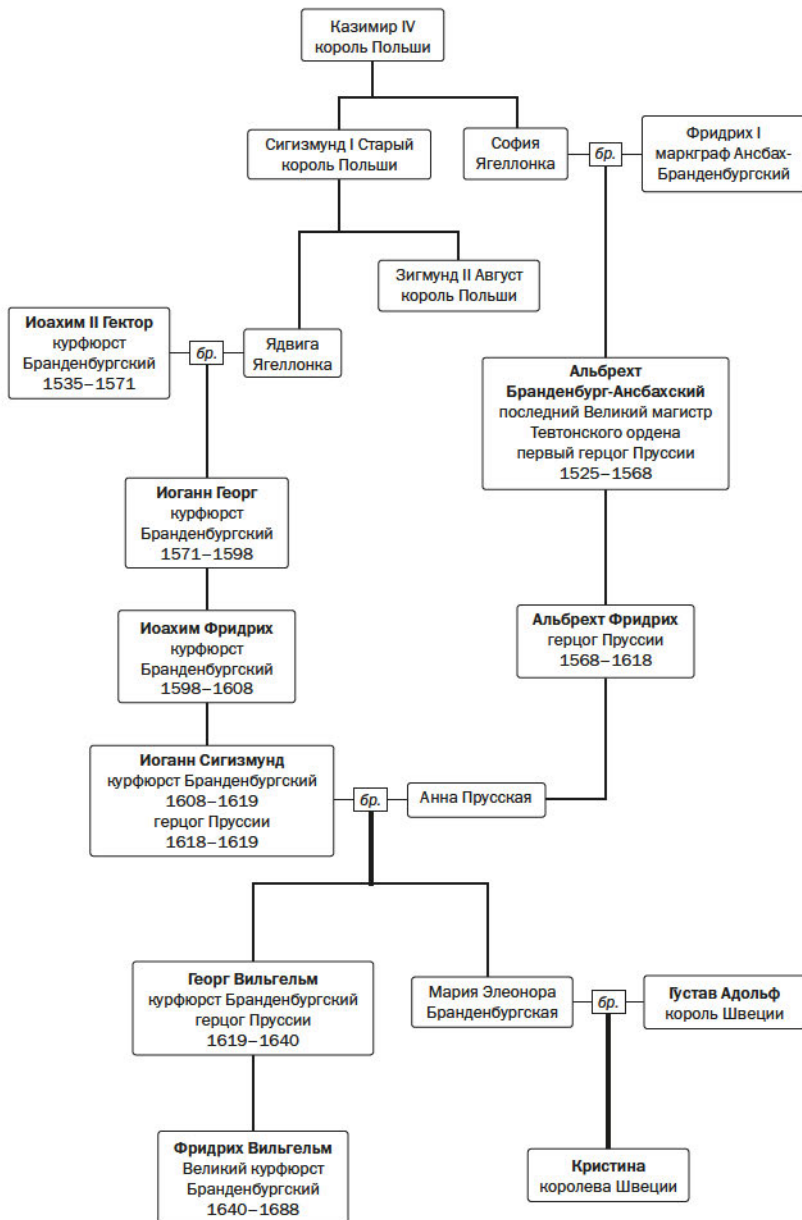 Казимир IV
король Польши
Сигизмунд I Старый
король Польши
София
Ягеллонка
бр.
Фридрих I
маркграф Ансбах-
Бранденбургский
Зигмунд II Август
король Польши
Иоахим II Гектор
курфюрст
Бранденбургский
1535–1571
бр.
Ядвига
Ягеллонка
Альбрехт
Бранденбург-Ансбахский
последний Великий магистр
Тевтонского ордена
первый герцог Пруссии
1525–1568
Иоганн Георг
курфюрст
Бранденбургский
1571–1598
Иоахим Фридрих
курфюрст
Бранденбургский
1598–1608
Альбрехт Фридрих
герцог Пруссии
1568–1618
Иоганн Сигизмунд
курфюрст Бранденбургский
1608–1619
герцог Пруссии
1618–1619
бр.
Анна Прусская
Георг Вильгельм
курфюрст Бранденбургский
герцог Пруссии
1619–1640
Мария Элеонора
Бранденбургская
бр.
Густав Адольф
король Швеции
Фридрих Вильгельм
Великий курфюрст
Бранденбургский
1640–1688
Кристина
королева Швеции